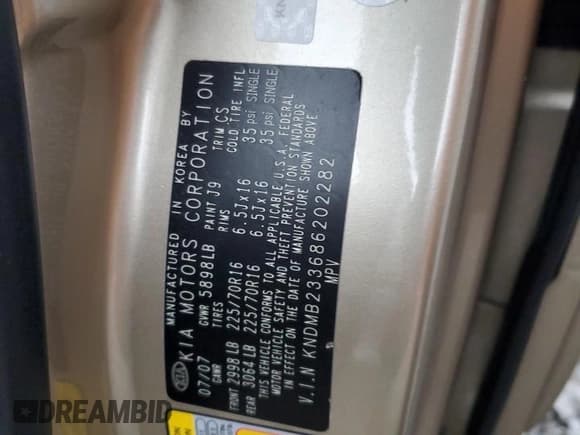 MANUFACTURED IN KOREA BY
KIA KIA MOTORS CORPORATION
07/07 GVWR 5898LB PAINT J9 TRIM CS
GAWR TIRES RIMS COLD TIRE INFL
FRONT 2998LB 225/70R16 6.5Jx16 35 psi SINGLE
REAR 3064LB 225/70R16 6.5Jx16 35 psi SINGLE
THIS VEHICLE CONFORMS TO ALL APPLICABLE U.S.A. FEDERAL
MOTOR VEHICLE SAFETY AND THEFT PREVENTION STANDARDS
IN EFFECT ON THE DATE OF MANUFACTURE SHOWN ABOVE.
V.I.N KNDMB233686202282
MPV
DREAMBID